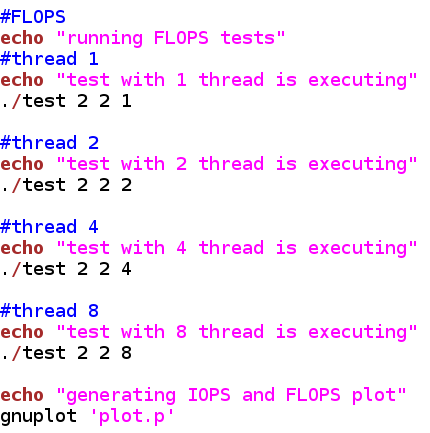 #FLOPS
echo "running FLOPS tests"
#thread 1
echo "test with 1 thread is executing"
./test 2 2 1
#thread 2
echo "test with 2 thread is executing"
./test 2 2 2
#thread 4
echo "test with 4 thread is executing"
./test 2 2 4
#thread 8
echo "test with 8 thread is executing"
./test 2 2 8
echo "generating IOPS and FLOPS plot"
gnuplot 'plot.p'